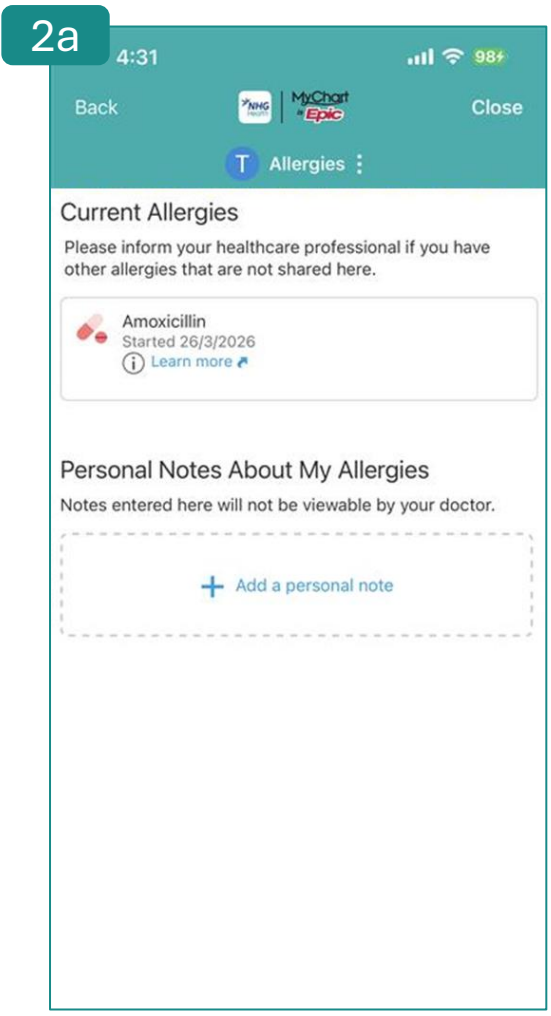 2a
4:31
98
Back
NHG
Health
MyChart
by Epic
Close
T Allergies
Current Allergies
Please inform your healthcare professional if you have
other allergies that are not shared here.
Amoxicillin
Started 26/3/2026
Learn more
Personal Notes About My Allergies
Notes entered here will not be viewable by your doctor.
+ Add a personal note